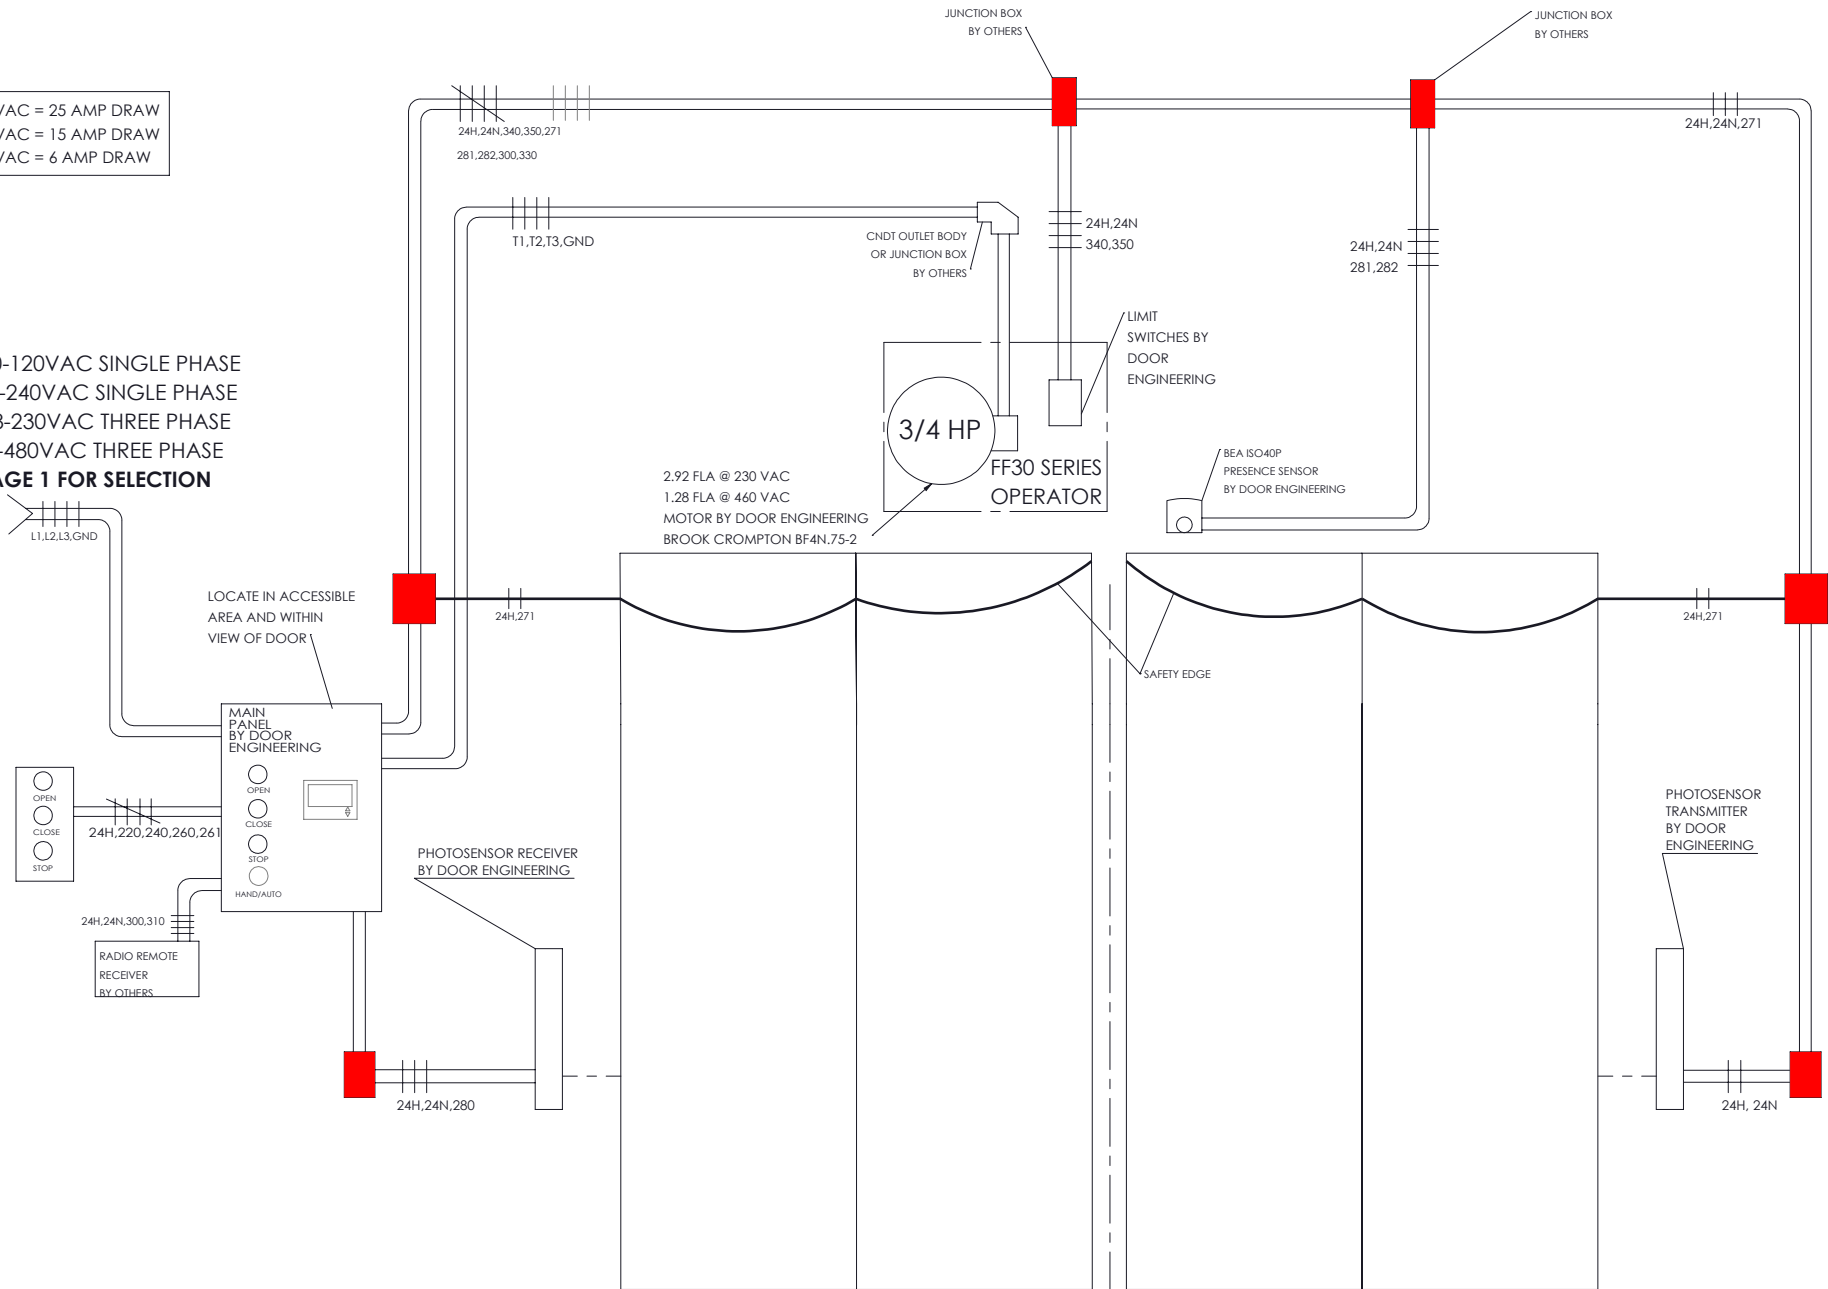 JUNCTION BOX
BY OTHERS
JUNCTION BOX
BY OTHERS
VAC = 25 AMP DRAW
VAC = 15 AMP DRAW
VAC = 6 AMP DRAW
24H,24N,340,350,271
281,282,300,330
24H,24N,271
T1,T2,T3,GND
CNDT OUTLET BODY
OR JUNCTION BOX
BY OTHERS
24H,24N
340,350
24H,24N
281,282
LIMIT
SWITCHES BY
DOOR
ENGINEERING
-120VAC SINGLE PHASE
-240VAC SINGLE PHASE
-230VAC THREE PHASE
-480VAC THREE PHASE
AGE 1 FOR SELECTION
L1,L2,L3,GND
3/4 HP
FF30 SERIES
OPERATOR
2.92 FLA @ 230 VAC
1.28 FLA @ 460 VAC
MOTOR BY DOOR ENGINEERING
BROOK CROMPTON BF4N.75-2
BEA ISO40P
PRESENCE SENSOR
BY DOOR ENGINEERING
LOCATE IN ACCESSIBLE
AREA AND WITHIN
VIEW OF DOOR
24H,271
24H,271
SAFETY EDGE
MAIN
PANEL
BY DOOR
ENGINEERING
OPEN
CLOSE
STOP
HAND/AUTO
OPEN
CLOSE
STOP
24H,220,240,260,261
24H,24N,300,310
RADIO REMOTE
RECEIVER
BY OTHERS
PHOTOSENSOR RECEIVER
BY DOOR ENGINEERING
PHOTOSENSOR
TRANSMITTER
BY DOOR
ENGINEERING
24H,24N,280
24H, 24N